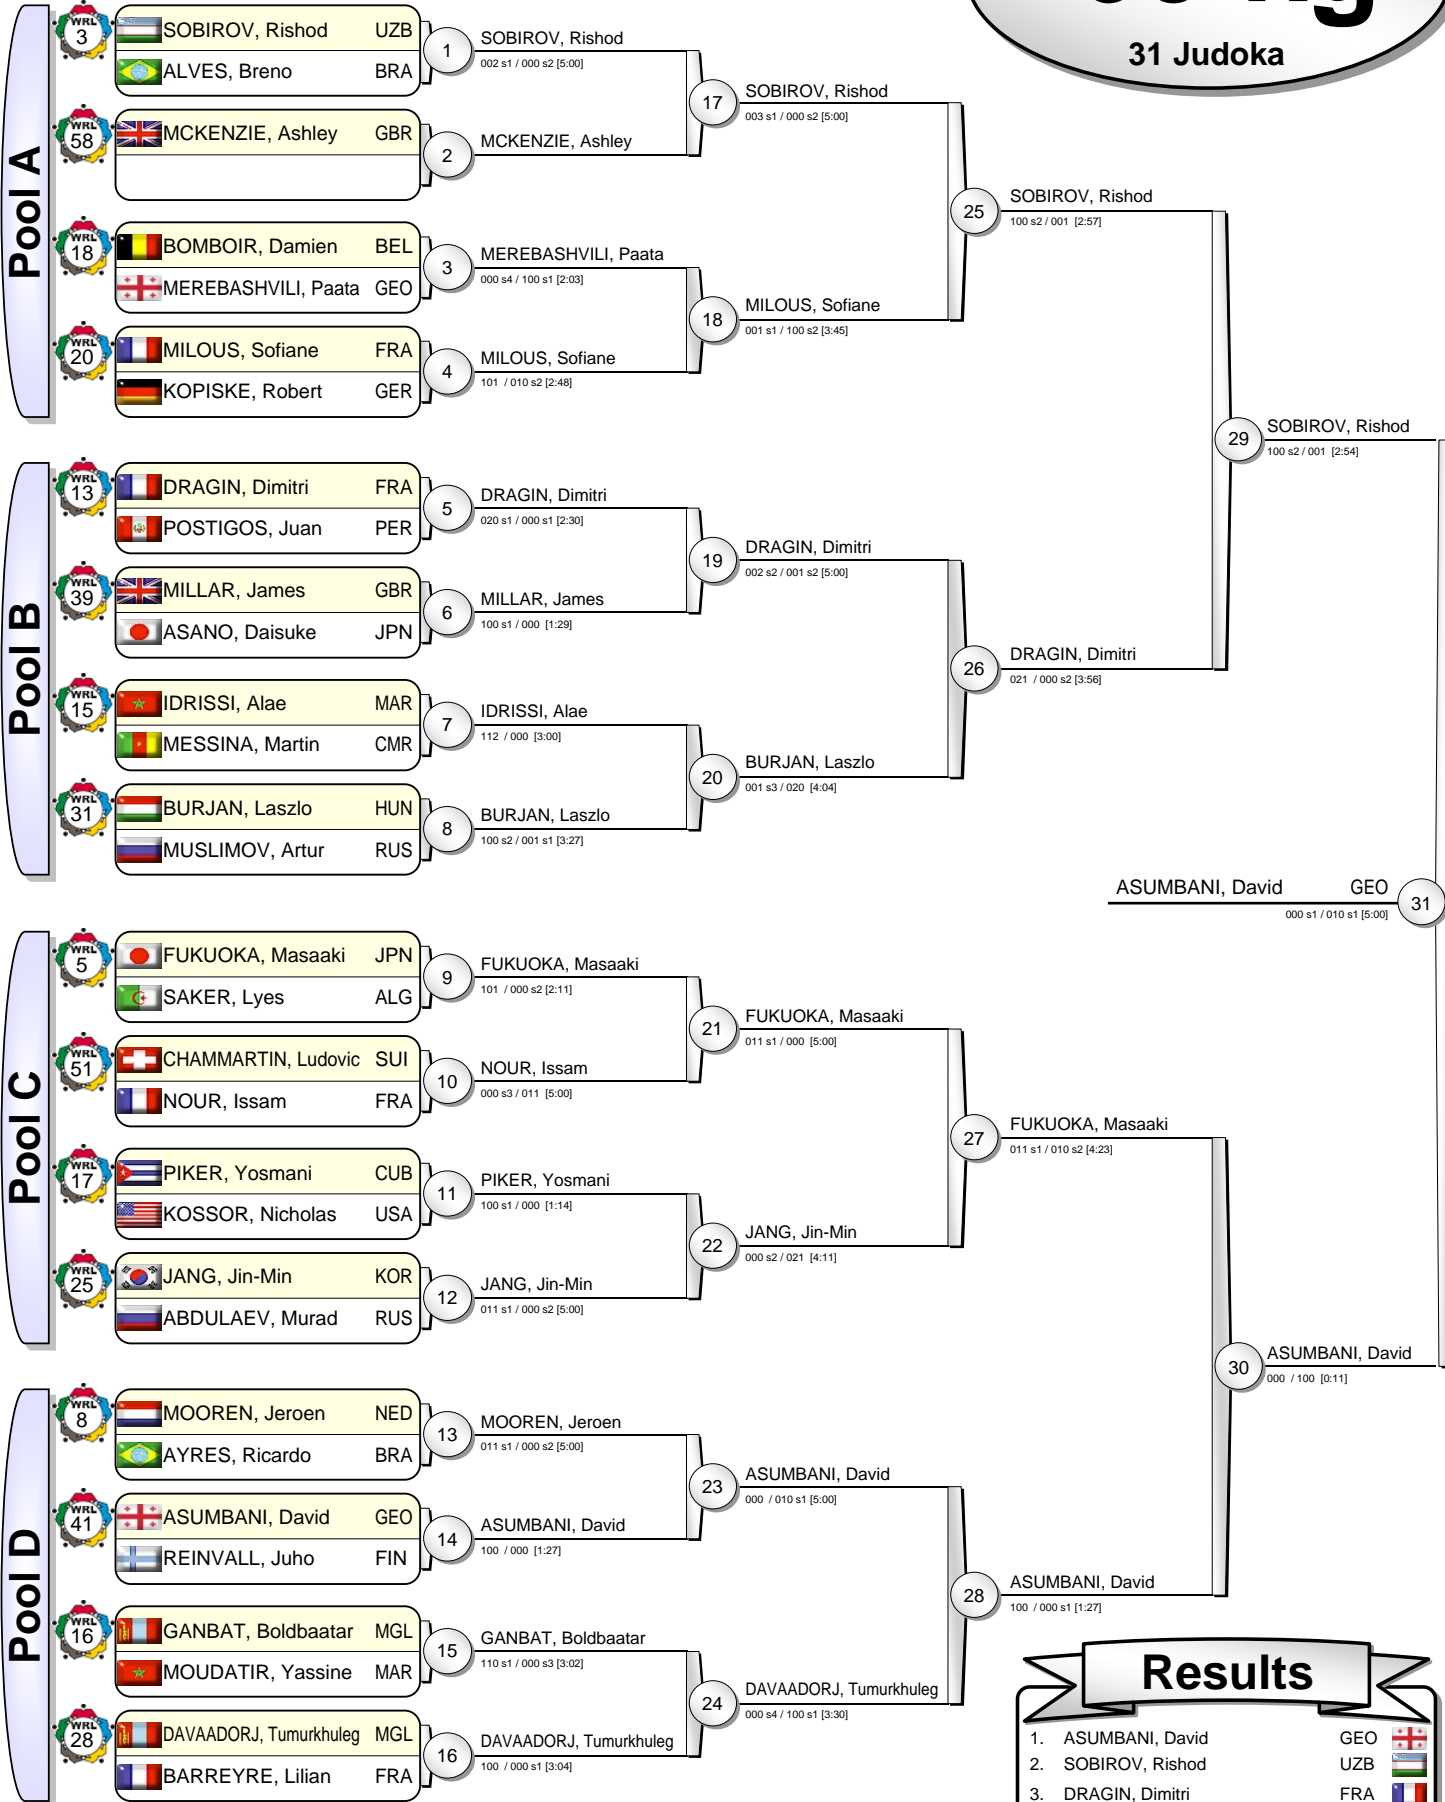 31 Judoka
Pool A
WRL 3
SOBIROV, Rishod UZB
ALVES, Breno BRA
1
SOBIROV, Rishod
002 s1 / 000 s2 [5:00]
WRL 58
MCKENZIE, Ashley GBR
2
MCKENZIE, Ashley
17
SOBIROV, Rishod
003 s1 / 000 s2 [5:00]
WRL 18
BOMBOIR, Damien BEL
MEREBASHVILI, Paata GEO
3
MEREBASHVILI, Paata
000 s4 / 100 s1 [2:03]
WRL 20
MILOUS, Sofiane FRA
KOPISKE, Robert GER
4
MILOUS, Sofiane
101 / 010 s2 [2:48]
18
MILOUS, Sofiane
001 s1 / 100 s2 [3:45]
25
SOBIROV, Rishod
100 s2 / 001 [2:57]
Pool B
WRL 13
DRAGIN, Dimitri FRA
POSTIGOS, Juan PER
5
DRAGIN, Dimitri
020 s1 / 000 s1 [2:30]
WRL 39
MILLAR, James GBR
ASANO, Daisuke JPN
6
MILLAR, James
100 s1 / 000 [1:29]
19
DRAGIN, Dimitri
002 s2 / 001 s2 [5:00]
WRL 15
IDRISSI, Alae MAR
MESSINA, Martin CMR
7
IDRISSI, Alae
112 / 000 [3:00]
WRL 31
BURJAN, Laszlo HUN
MUSLIMOV, Artur RUS
8
BURJAN, Laszlo
100 s2 / 001 s1 [3:27]
20
BURJAN, Laszlo
001 s3 / 020 [4:04]
26
DRAGIN, Dimitri
021 / 000 s2 [3:56]
29
SOBIROV, Rishod
100 s2 / 001 [2:54]
ASUMBANI, David GEO
000 s1 / 010 s1 [5:00]
31
Pool C
WRL 5
FUKUOKA, Masaaki JPN
SAKER, Lyes ALG
9
FUKUOKA, Masaaki
101 / 000 s2 [2:11]
WRL 51
CHAMMARTIN, Ludovic SUI
NOUR, Issam FRA
10
NOUR, Issam
000 s3 / 011 [5:00]
21
FUKUOKA, Masaaki
011 s1 / 000 [5:00]
WRL 17
PIKER, Yosmani CUB
KOSSOR, Nicholas USA
11
PIKER, Yosmani
100 s1 / 000 [1:14]
WRL 25
JANG, Jin-Min KOR
ABDULAEV, Murad RUS
12
JANG, Jin-Min
011 s1 / 000 s2 [5:00]
22
JANG, Jin-Min
000 s2 / 021 [4:11]
27
FUKUOKA, Masaaki
011 s1 / 010 s2 [4:23]
Pool D
WRL 8
MOOREN, Jeroen NED
AYRES, Ricardo BRA
13
MOOREN, Jeroen
011 s1 / 000 s2 [5:00]
WRL 41
ASUMBANI, David GEO
REINVALL, Juho FIN
14
ASUMBANI, David
100 / 000 [1:27]
23
ASUMBANI, David
000 / 010 s1 [5:00]
WRL 16
GANBAT, Boldbaatar MGL
MOUDATIR, Yassine MAR
15
GANBAT, Boldbaatar
110 s1 / 000 s3 [3:02]
WRL 28
DAVAADORJ, Tumurkhuleg MGL
BARREYRE, Lilian FRA
16
DAVAADORJ, Tumurkhuleg
100 / 000 s1 [3:04]
24
DAVAADORJ, Tumurkhuleg
000 s4 / 100 s1 [3:30]
28
ASUMBANI, David
100 / 000 s1 [1:27]
30
ASUMBANI, David
000 / 100 [0:11]
Results
1. ASUMBANI, David GEO
2. SOBIROV, Rishod UZB
3. DRAGIN, Dimitri FRA